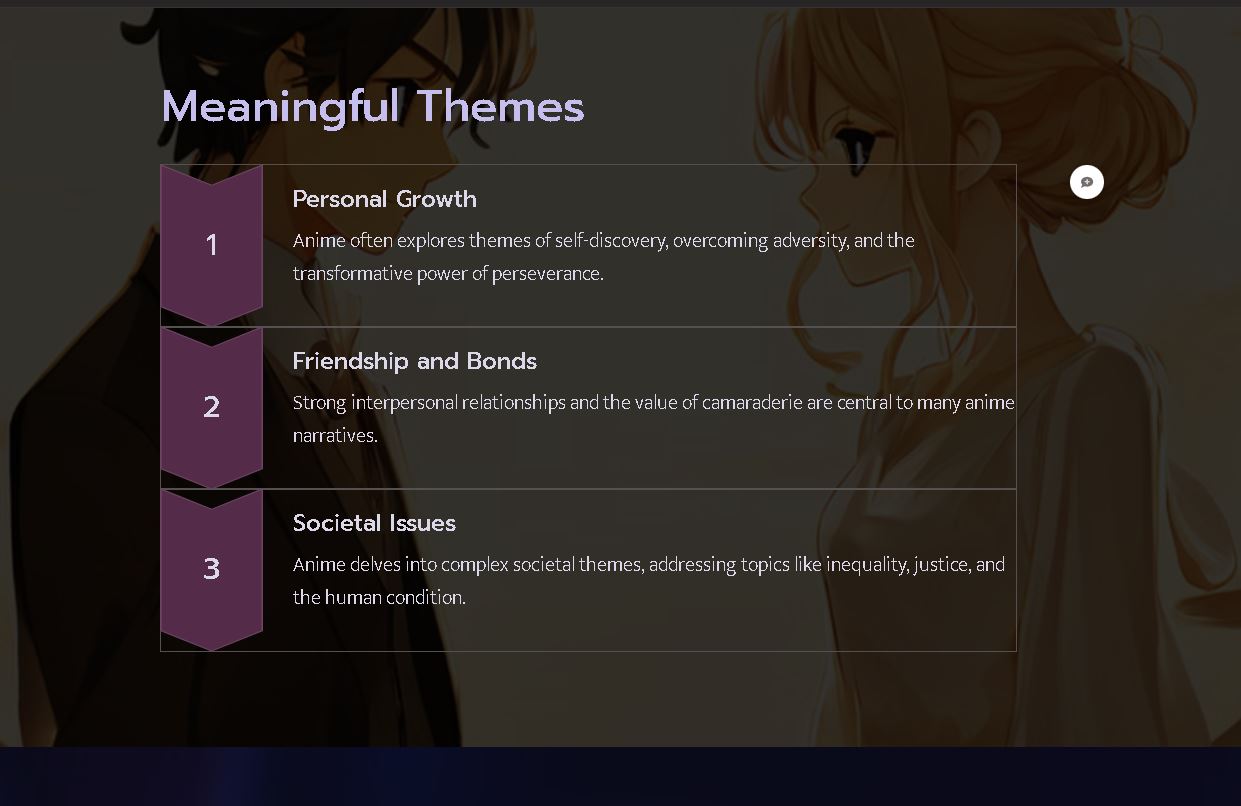 Meaningful Themes
1
Personal Growth
Anime often explores themes of self-discovery, overcoming adversity, and the
transformative power of perseverance.
2
Friendship and Bonds
Strong interpersonal relationships and the value of camaraderie are central to many anime
narratives.
3
Societal Issues
Anime delves into complex societal themes, addressing topics like inequality, justice, and
the human condition.